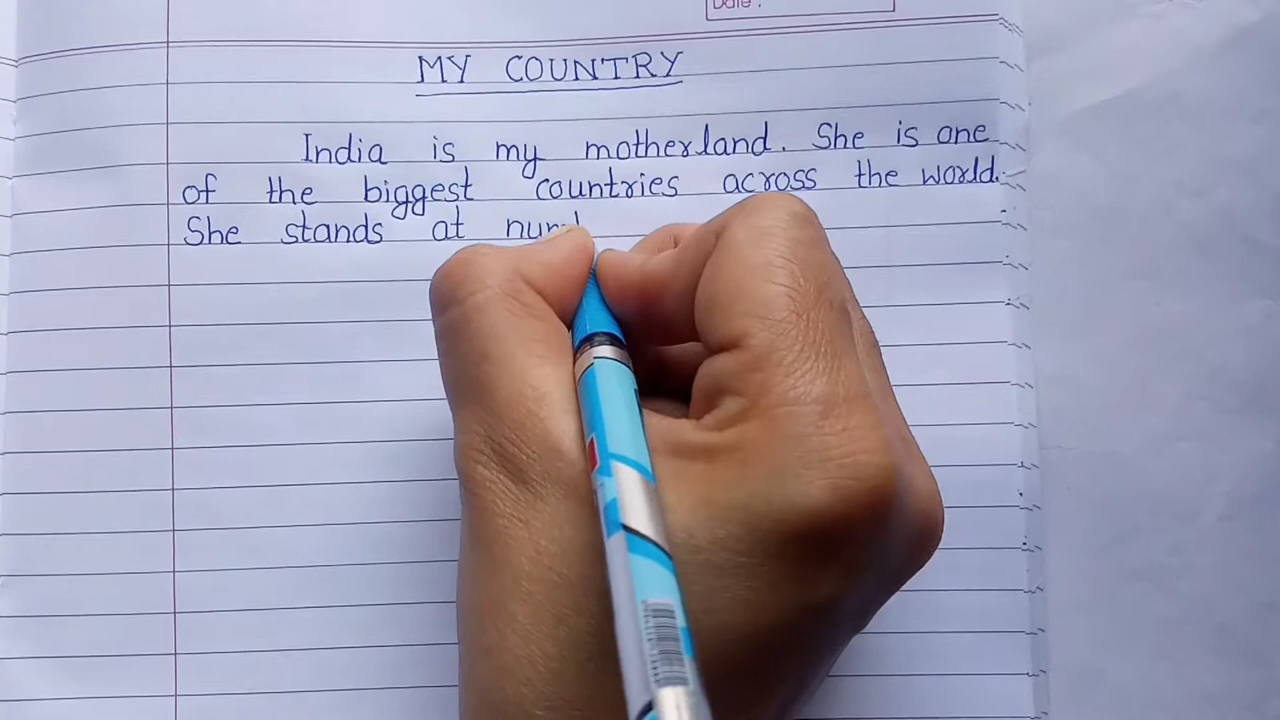 Date :
MY COUNTRY
India is my motherland. She is one
of the biggest countries across the world.
She stands at